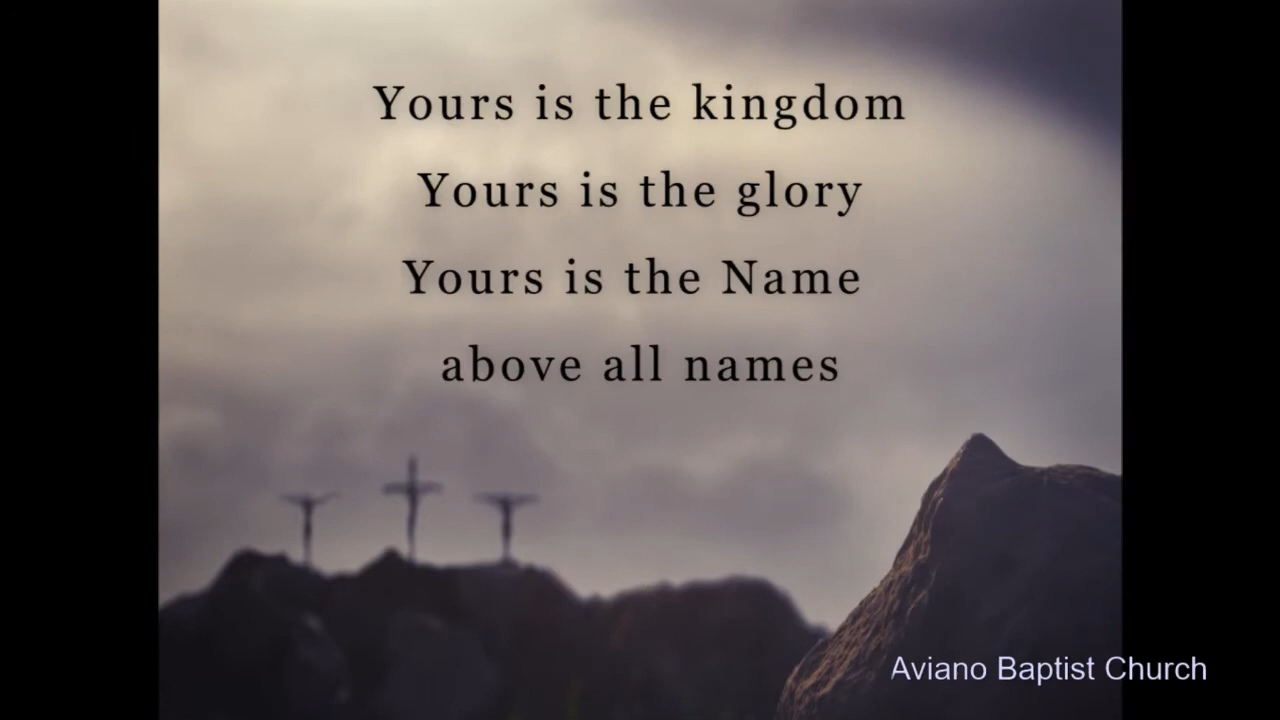 Yours is the kingdom
Yours is the glory
Yours is the Name
above all names
Aviano Baptist Church